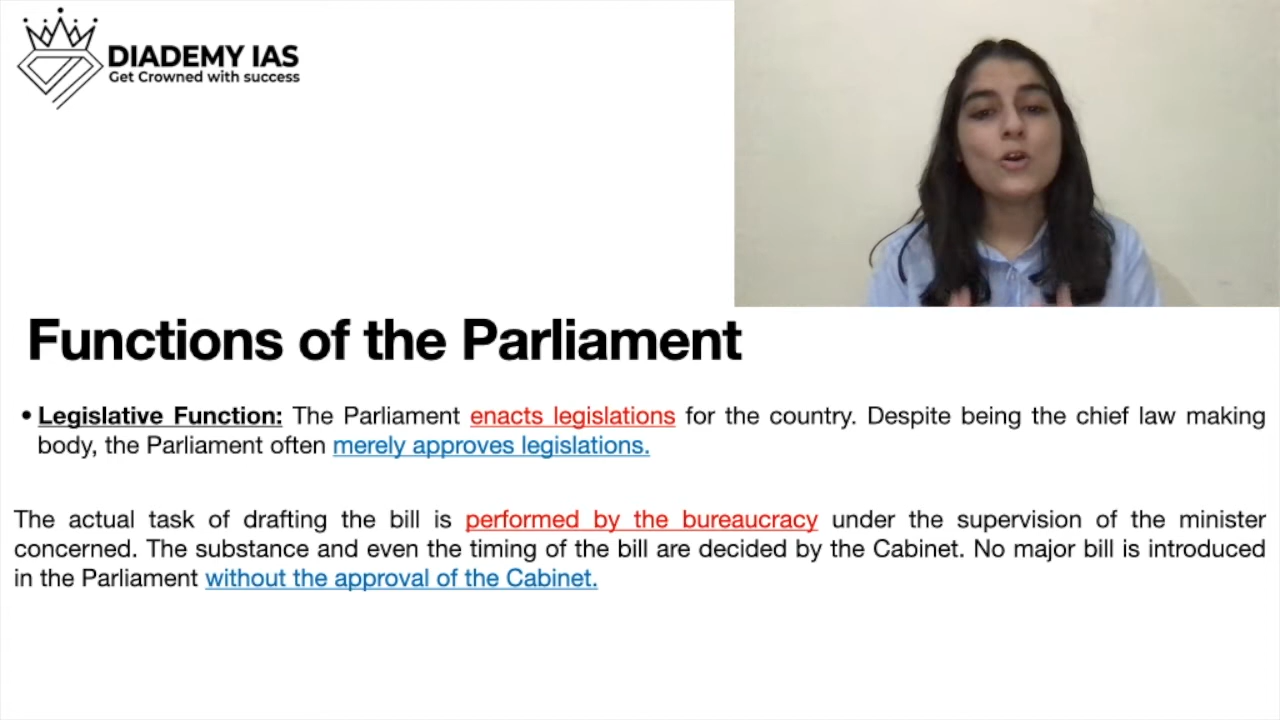 DIADEMY IAS
Get Crowned with success
Functions of the Parliament
• Legislative Function: The Parliament enacts legislations for the country. Despite being the chief law making
body, the Parliament often merely approves legislations.
The actual task of drafting the bill is performed by the bureaucracy under the supervision of the minister
concerned. The substance and even the timing of the bill are decided by the Cabinet. No major bill is introduced
in the Parliament without the approval of the Cabinet.